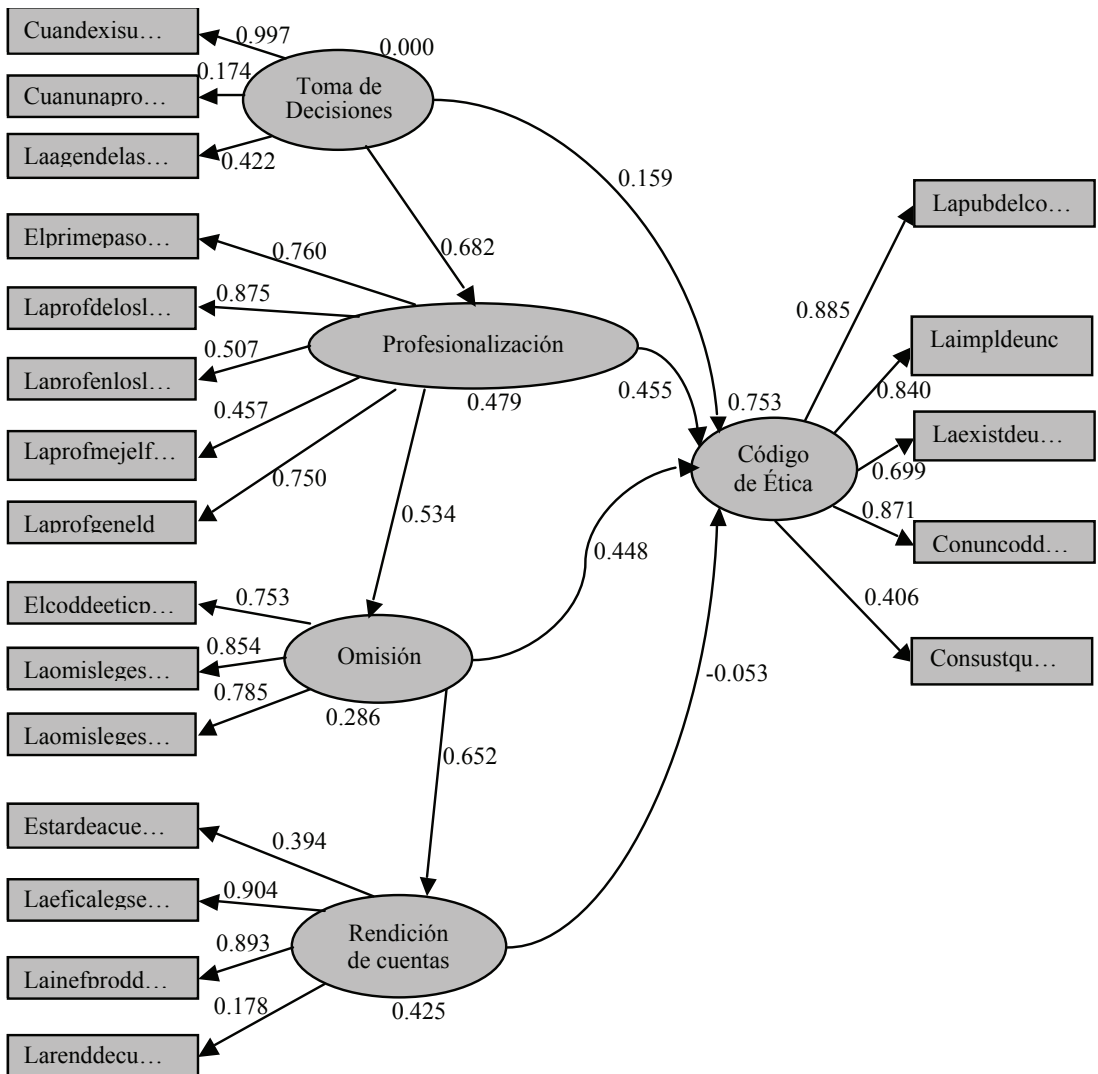 Cuandexisu…
0.997
0.000
Cuanunapro…
0.174
Toma de
Decisiones
Laagendelas…
0.422
0.159
0.682
Elprimepaso…
0.760
Laprofdelosl…
0.875
Profesionalización
0.479
Laprofenlosl…
0.507
Laprofmejelf…
0.457
Laprofgeneld
0.750
0.455
0.534
Elcoddeeticp…
0.753
Laomisleges…
0.854
Omisión
Laomisleges…
0.785
0.286
0.448
0.652
Estardeacue…
0.394
Laeficalegse…
0.904
Rendición
de cuentas
Lainefprodd…
0.893
0.425
Larenddecu…
0.178
-0.053
0.753
Código
de Ética
Lapubdelco…
0.885
Laimpldeunc
0.840
Laexistdeu…
0.699
Conuncodd…
0.871
Consustqu…
0.406